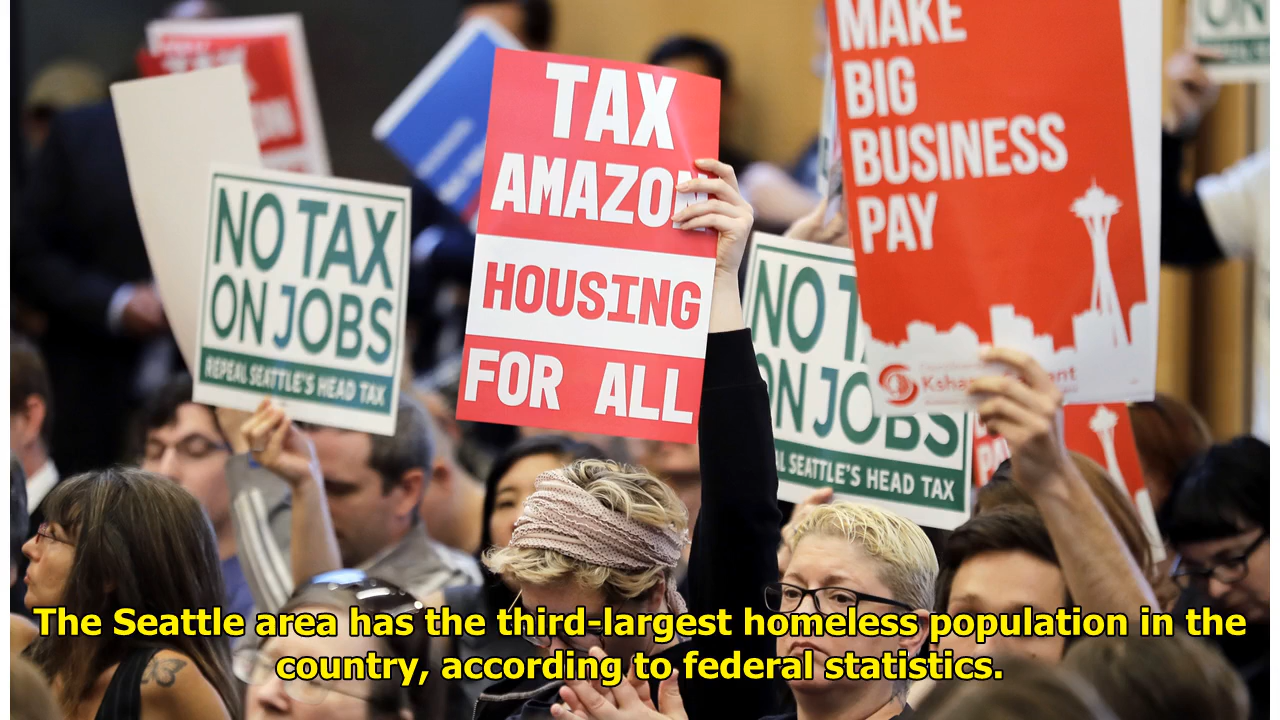 NO TAX
ON JOBS
REPEAL SEATTLE'S HEAD TAX
TAX
AMAZON
HOUSING
FOR ALL
NO
ON JOBS
SEATTLE'S HEAD TAX
MAKE
BIG
BUSINESS
PAY
ON
The Seattle area has the third-largest homeless population in the
country, according to federal statistics.